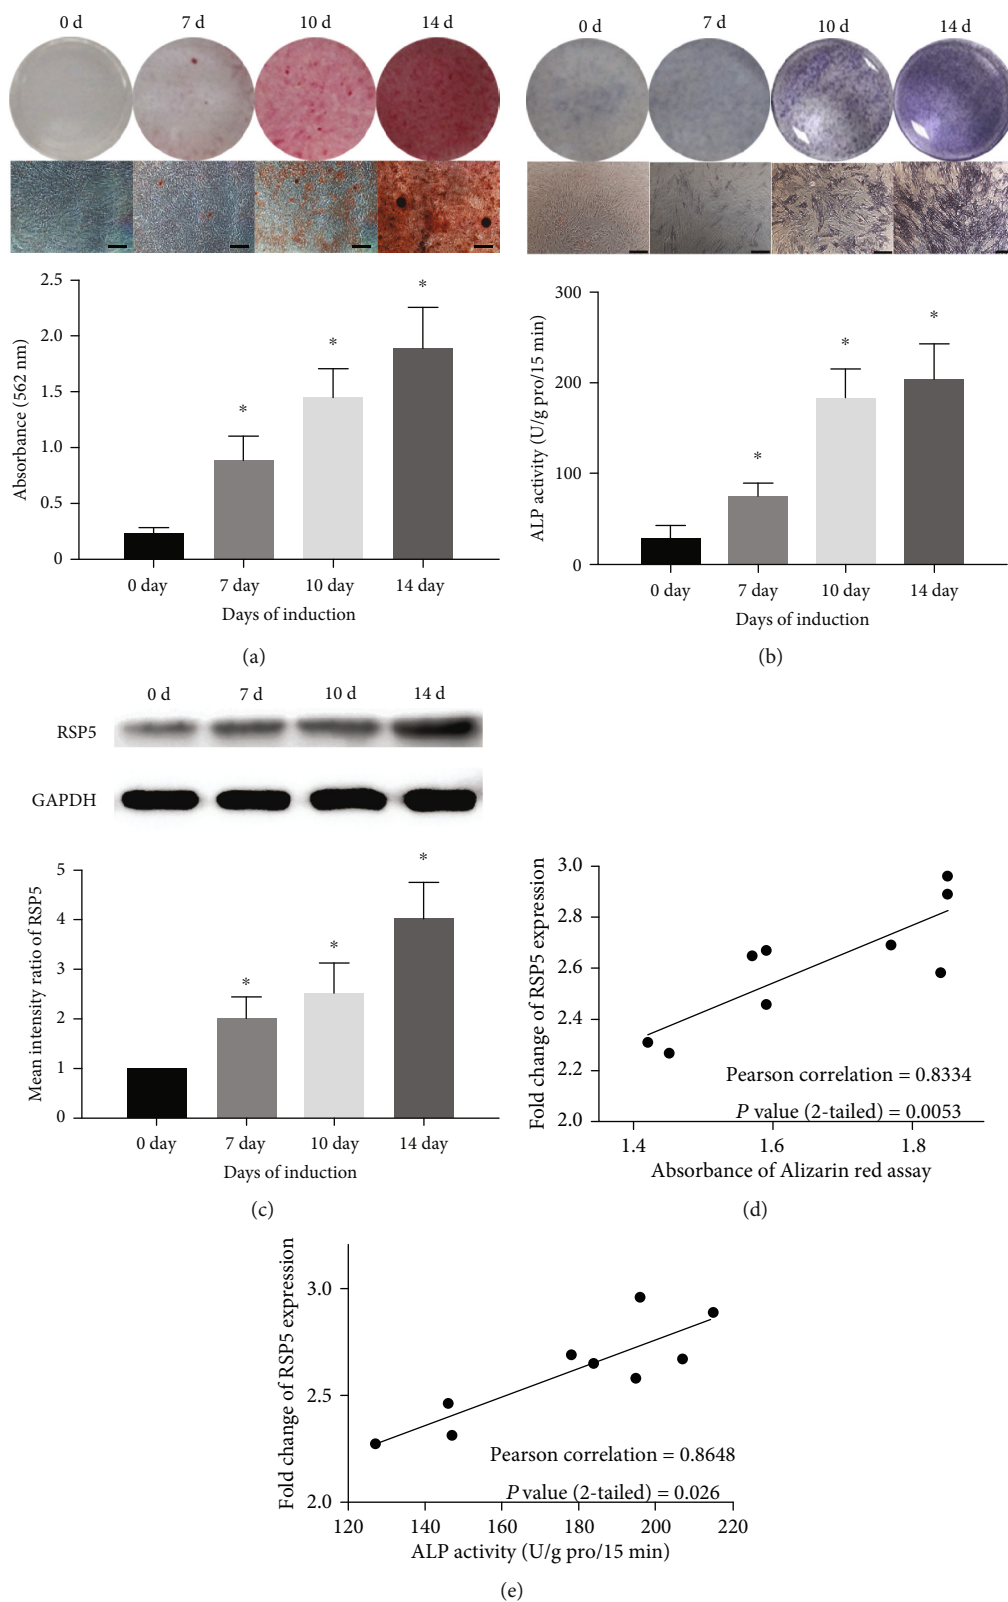 0 d 7 d 10 d 14 d
2.5
2.0
1.5
1.0
0.5
0
Absorbance (562 nm)
*
*
*
0 day 7 day 10 day 14 day
Days of induction
(a)
0 d 7 d 10 d 14 d
300
200
100
0
ALP activity (U/g pro/15 min)
*
*
*
0 day 7 day 10 day 14 day
Days of induction
(b)
0 d 7 d 10 d 14 d
RSP5
GAPDH
5
4
3
2
1
0
Mean intensity ratio of RSP5
*
*
*
0 day 7 day 10 day 14 day
Days of induction
(c)
3.0
2.8
2.6
2.4
2.2
2.0
Fold change of RSP5 expression
Pearson correlation = 0.8334
P value (2-tailed) = 0.0053
1.4 1.6 1.8
Absorbance of Alizarin red assay
(d)
3.0
2.5
2.0
Fold change of RSP5 expression
Pearson correlation = 0.8648
P value (2-tailed) = 0.026
120 140 160 180 200 220
ALP activity (U/g pro/15 min)
(e)